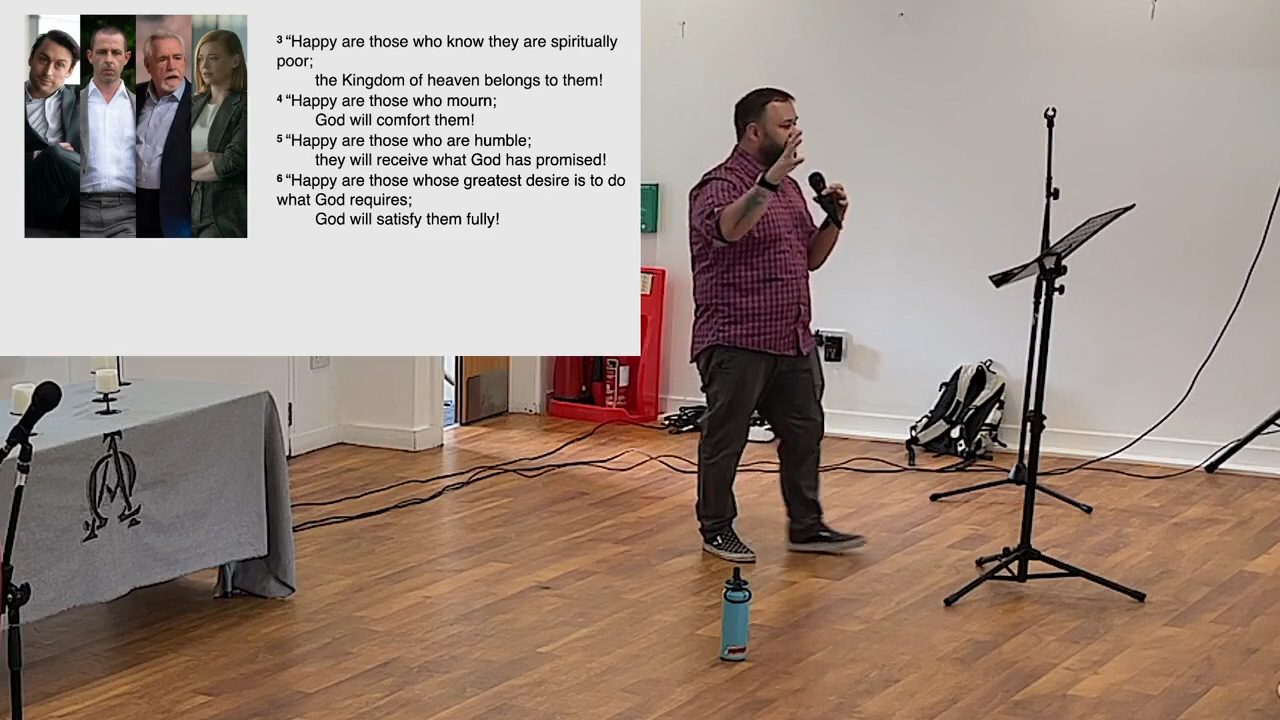 3 “Happy are those who know they are spiritually
poor;
the Kingdom of heaven belongs to them!
4 “Happy are those who mourn;
God will comfort them!
5 “Happy are those who are humble;
they will receive what God has promised!
6 “Happy are those whose greatest desire is to do
what God requires;
God will satisfy them fully!